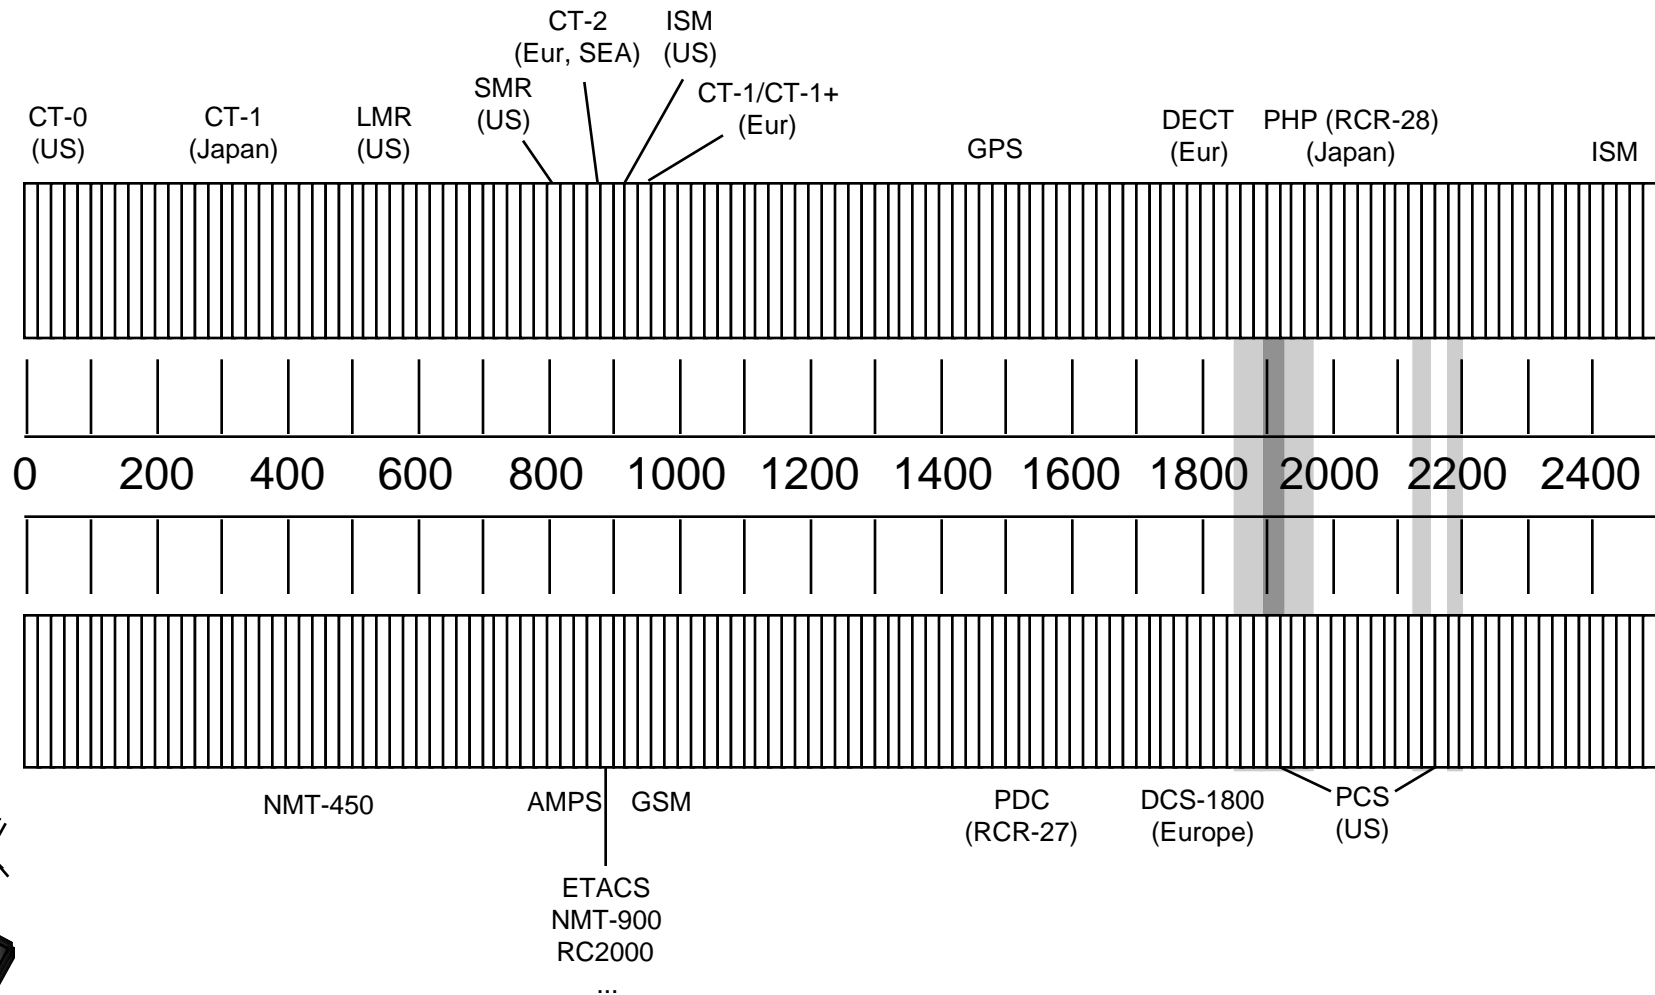 CT-2
(Eur, SEA)
ISM
(US)
SMR
(US)
CT-1/CT-1+
(Eur)
CT-0
(US)
CT-1
(Japan)
LMR
(US)
GPS
DECT
(Eur)
PHP (RCR-28)
(Japan)
ISM
0 200 400 600 800 1000 1200 1400 1600 1800 2000 2200 2400
NMT-450
AMPS
GSM
PDC
(RCR-27)
DCS-1800
(Europe)
PCS
(US)
ETACS
NMT-900
RC2000
...